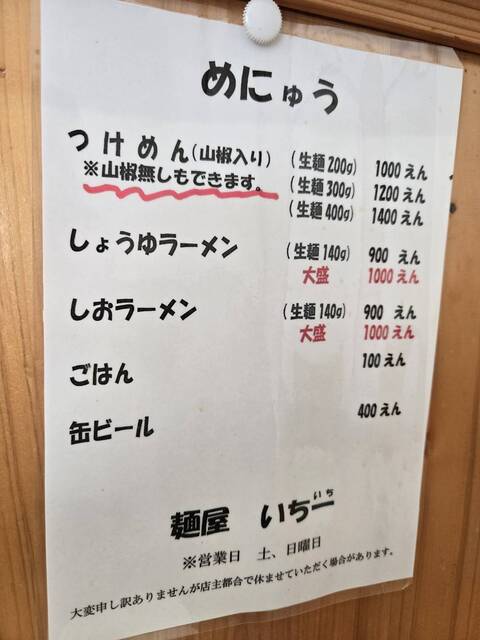 めにゅう
つけめん(山椒入り) (生麺200g) 1000えん
※山椒無しもできます。 (生麺300g) 1200えん
(生麺400g) 1400えん
しょうゆラーメン (生麺140g) 900えん
大盛 1000えん
しおラーメン (生麺140g) 900えん
大盛 1000えん
ごはん 100えん
缶ビール 400えん
いち
麺屋 いち一
※営業日 土、日曜日
大変申し訳ありませんが店主都合で休ませていただく場合があります。